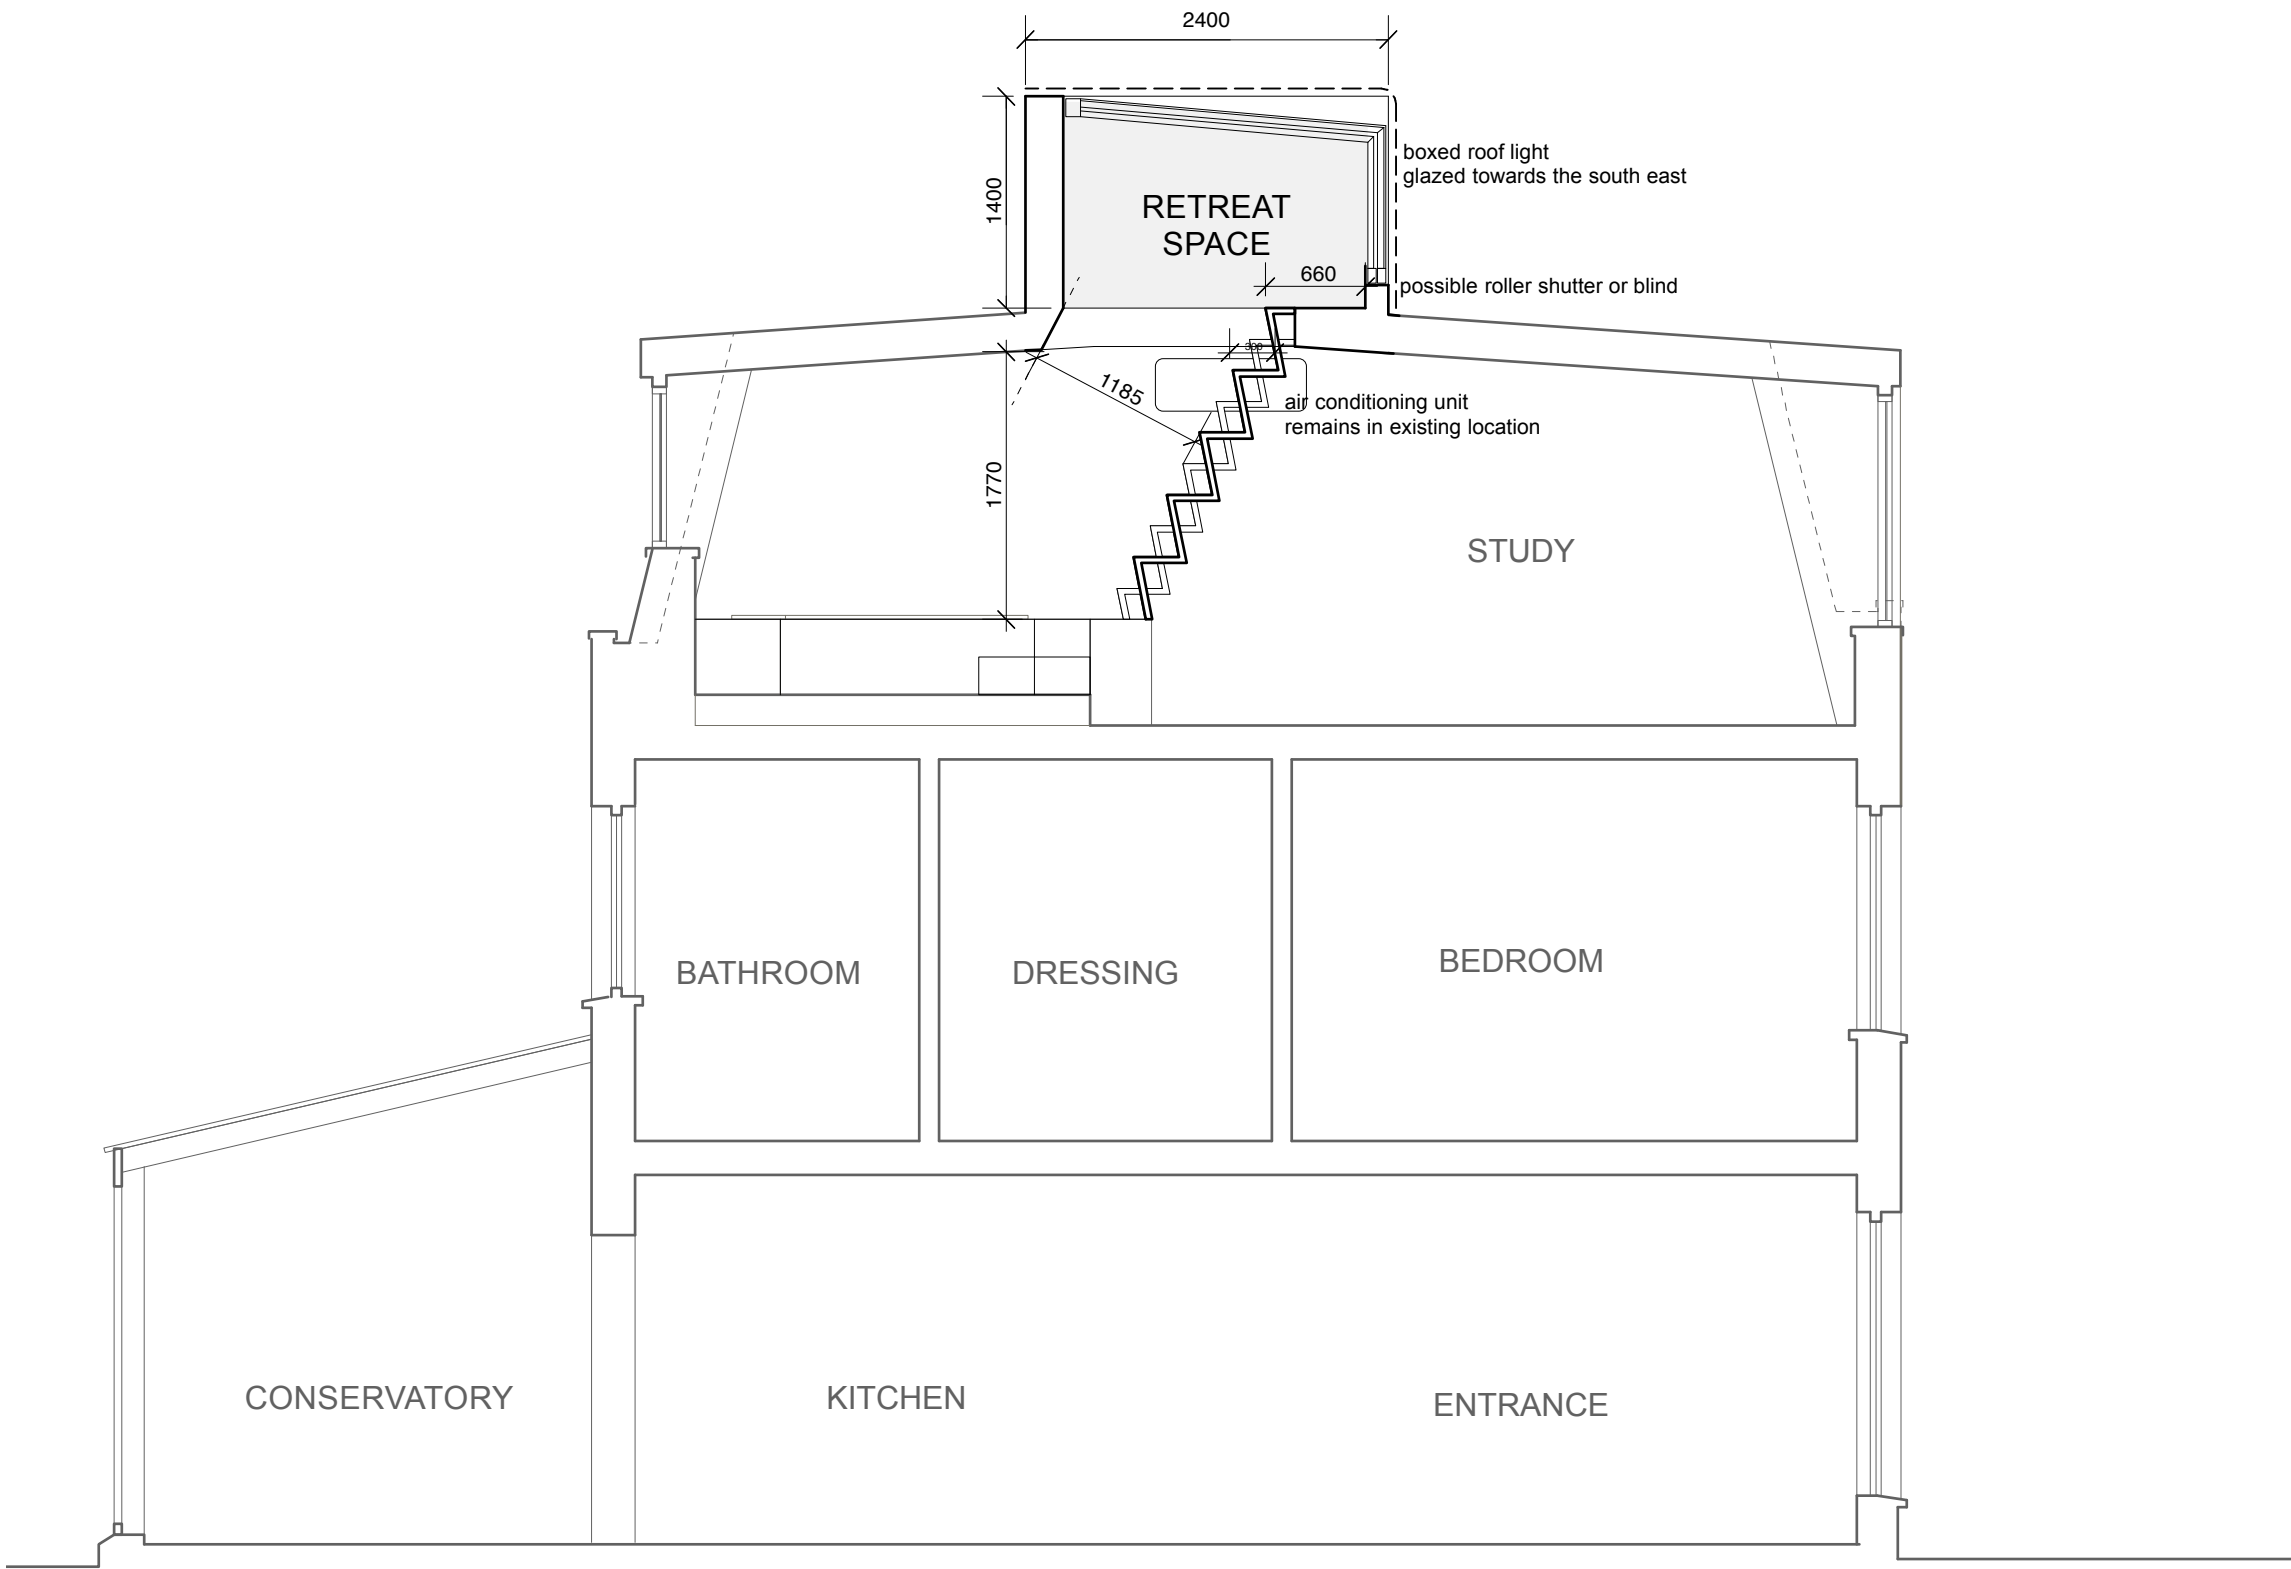 2400
boxed roof light
glazed towards the south east
1400
RETREAT
SPACE
660
possible roller shutter or blind
300
1185
air conditioning unit
remains in existing location
1770
STUDY
BATHROOM
DRESSING
BEDROOM
CONSERVATORY
KITCHEN
ENTRANCE